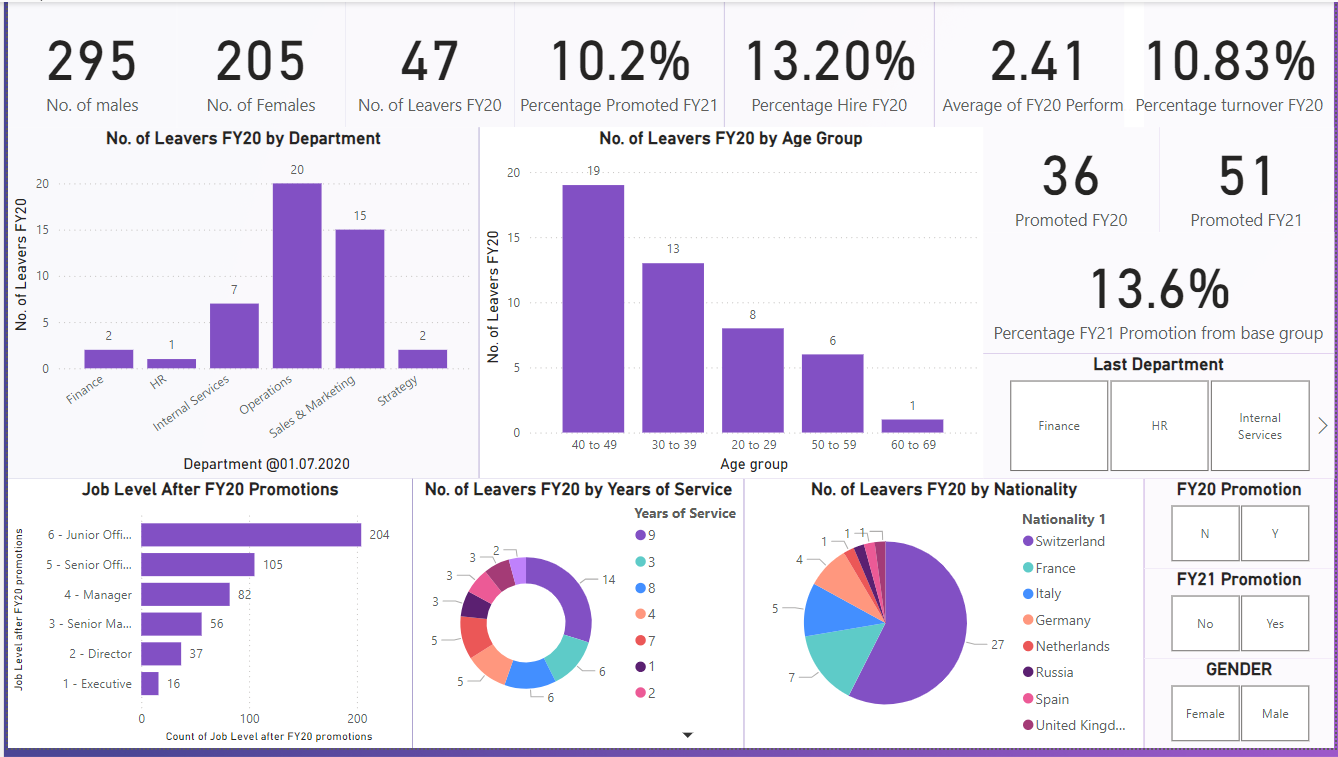 295
No. of males
205
No. of Females
47
No. of Leavers FY20
10.2%
Percentage Promoted FY21
13.20%
Percentage Hire FY20
2.41
Average of FY20 Perform
10.83%
Percentage turnover FY20
No. of Leavers FY20 by Department
No. of Leavers FY20
20
15
10
5
0
2
1
7
20
15
2
Finance
HR
Internal Services
Operations
Sales & Marketing
Strategy
Department @01.07.2020
No. of Leavers FY20 by Age Group
No. of Leavers FY20
20
15
10
5
0
19
13
8
6
1
40 to 49
30 to 39
20 to 29
50 to 59
60 to 69
Age group
36
Promoted FY20
51
Promoted FY21
13.6%
Percentage FY21 Promotion from base group
Last Department
Finance
HR
Internal
Services
Job Level After FY20 Promotions
Job Level after FY20 promotions
6 - Junior Offi...
204
5 - Senior Offi...
105
4 - Manager
82
3 - Senior Ma...
56
2 - Director
37
1 - Executive
16
0
100
200
Count of Job Level after FY20 promotions
No. of Leavers FY20 by Years of Service
14
6
6
5
5
3
3
3
2
Years of Service
9
3
8
4
7
1
2
No. of Leavers FY20 by Nationality
27
7
5
4
1
1
1
Nationality 1
Switzerland
France
Italy
Germany
Netherlands
Russia
Spain
United Kingd...
FY20 Promotion
N
Y
FY21 Promotion
No
Yes
GENDER
Female
Male